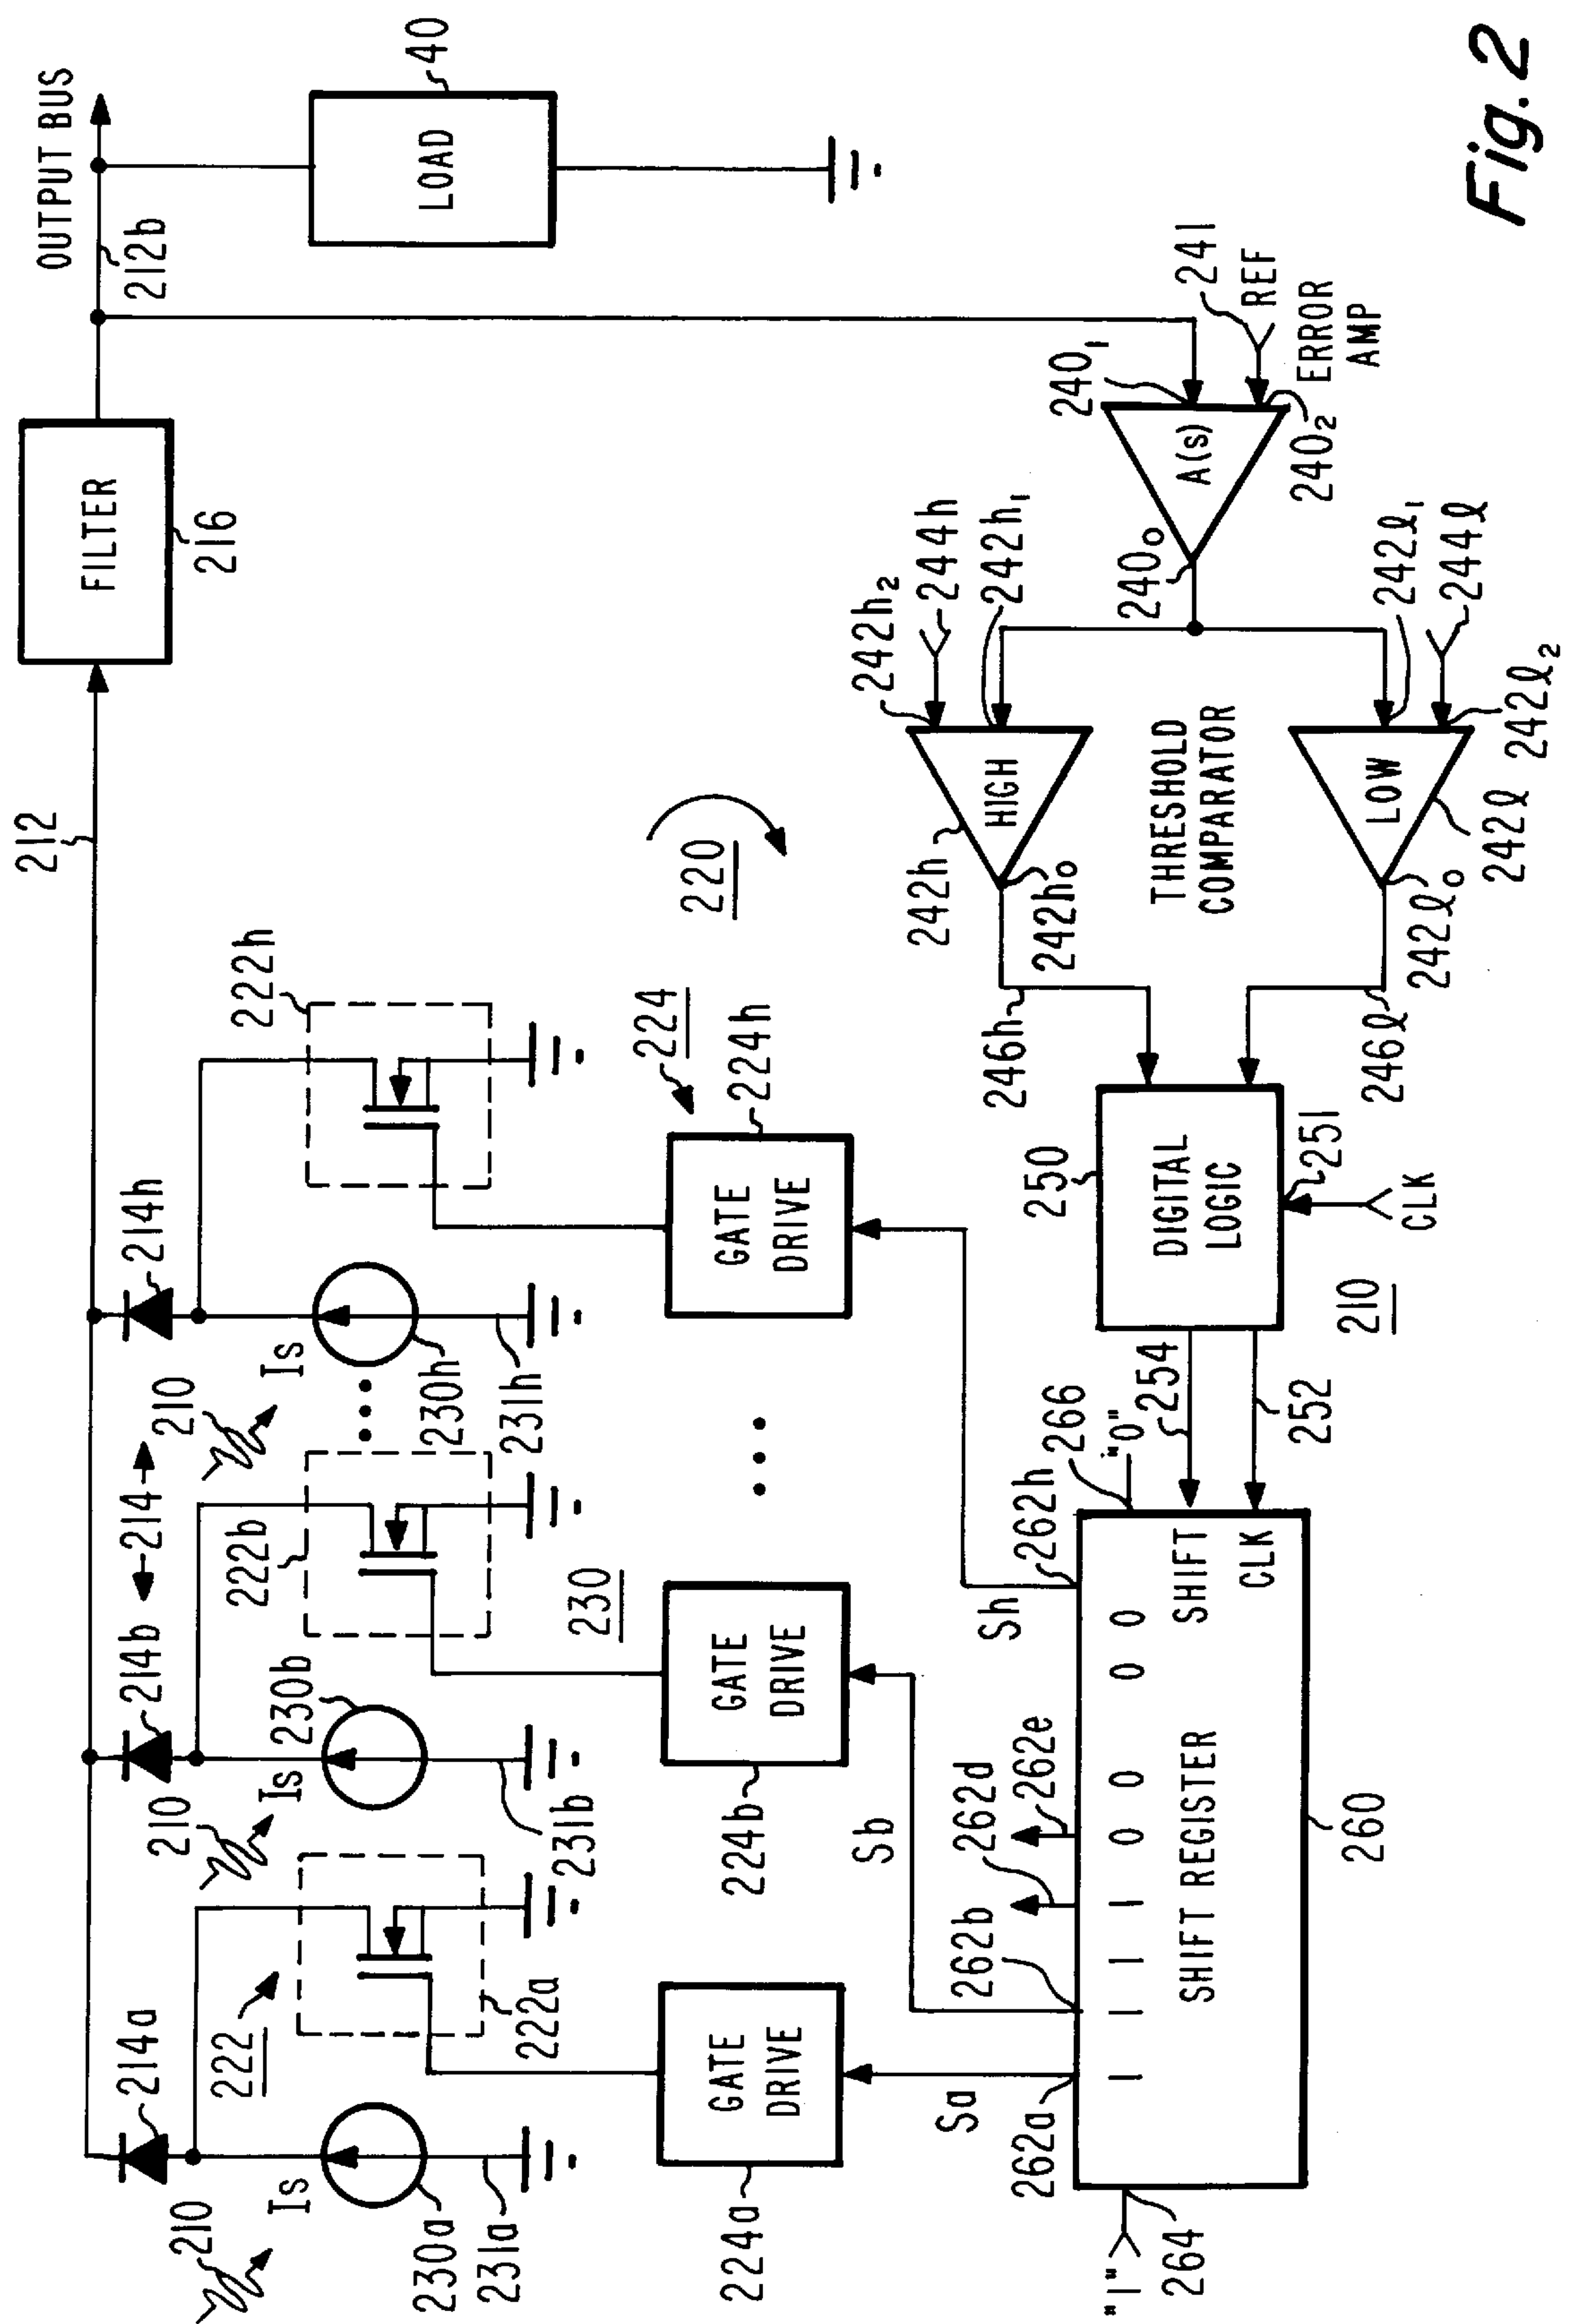 OUTPUT BUS
212
FILTER
216
212b
LOAD
40
214a
214b
214
214h
210
Is
210
Is
210
Is
222
222a
222b
222h
230a
231a
230b
231b
230
230h
231h
224a
GATE
DRIVE
224b
GATE
DRIVE
GATE
DRIVE
224
224h
220
Sa
Sb
Sh
262a
262b
262d
262e
262h
266
"0"
254
252
"1"
264
1 1 1 1 0 0 0 0
SHIFT
CLK
SHIFT REGISTER
260
250
DIGITAL
LOGIC
251
CLK
210
246h
246ℓ
242h
242h₀
HIGH
242h₂
244h
242h₁
THRESHOLD
COMPARATOR
LOW
242ℓ
242ℓ₀
242ℓ₁
244ℓ
242ℓ₂
240₀
A(s)
240₁
240₂
241
REF
ERROR
AMP
Fig. 2